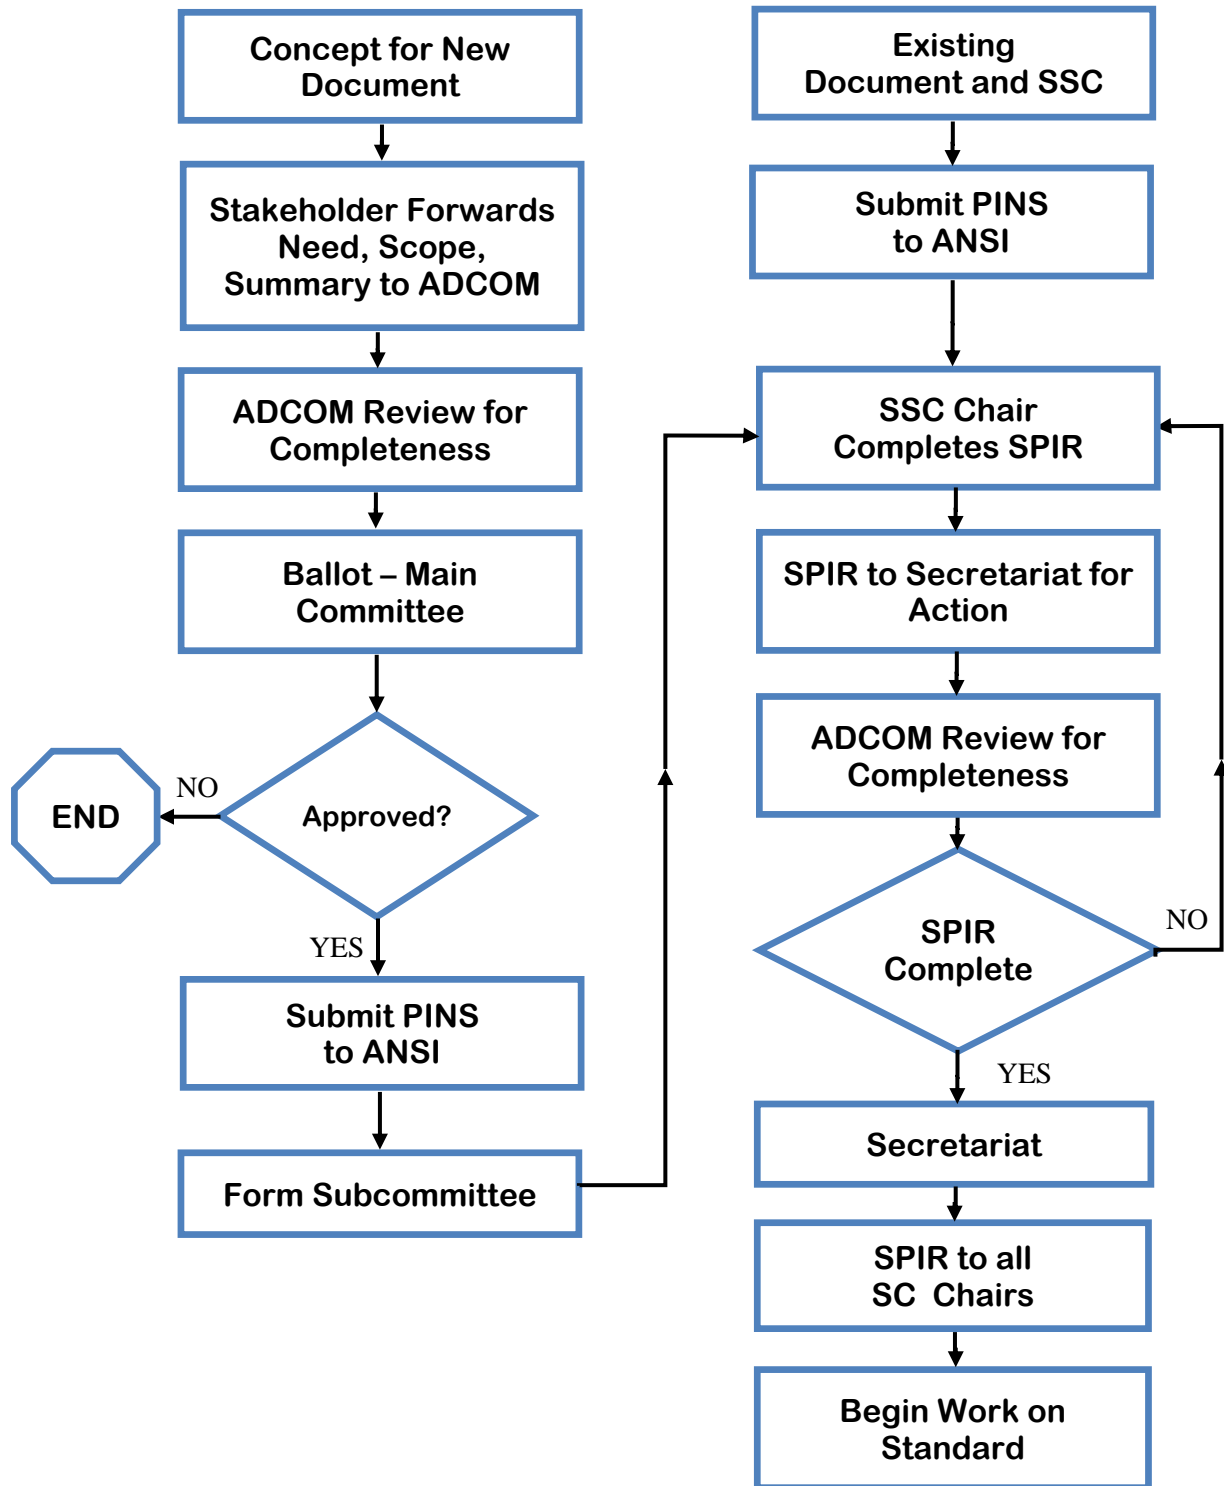 Concept for New
Document
Stakeholder Forwards
Need, Scope,
Summary to ADCOM
ADCOM Review for
Completeness
Ballot – Main
Committee
Approved?
NO
END
YES
Submit PINS
to ANSI
Form Subcommittee
Existing
Document and SSC
Submit PINS
to ANSI
SSC Chair
Completes SPIR
SPIR to Secretariat for
Action
ADCOM Review for
Completeness
SPIR
Complete
NO
YES
Secretariat
SPIR to all
SC Chairs
Begin Work on
Standard